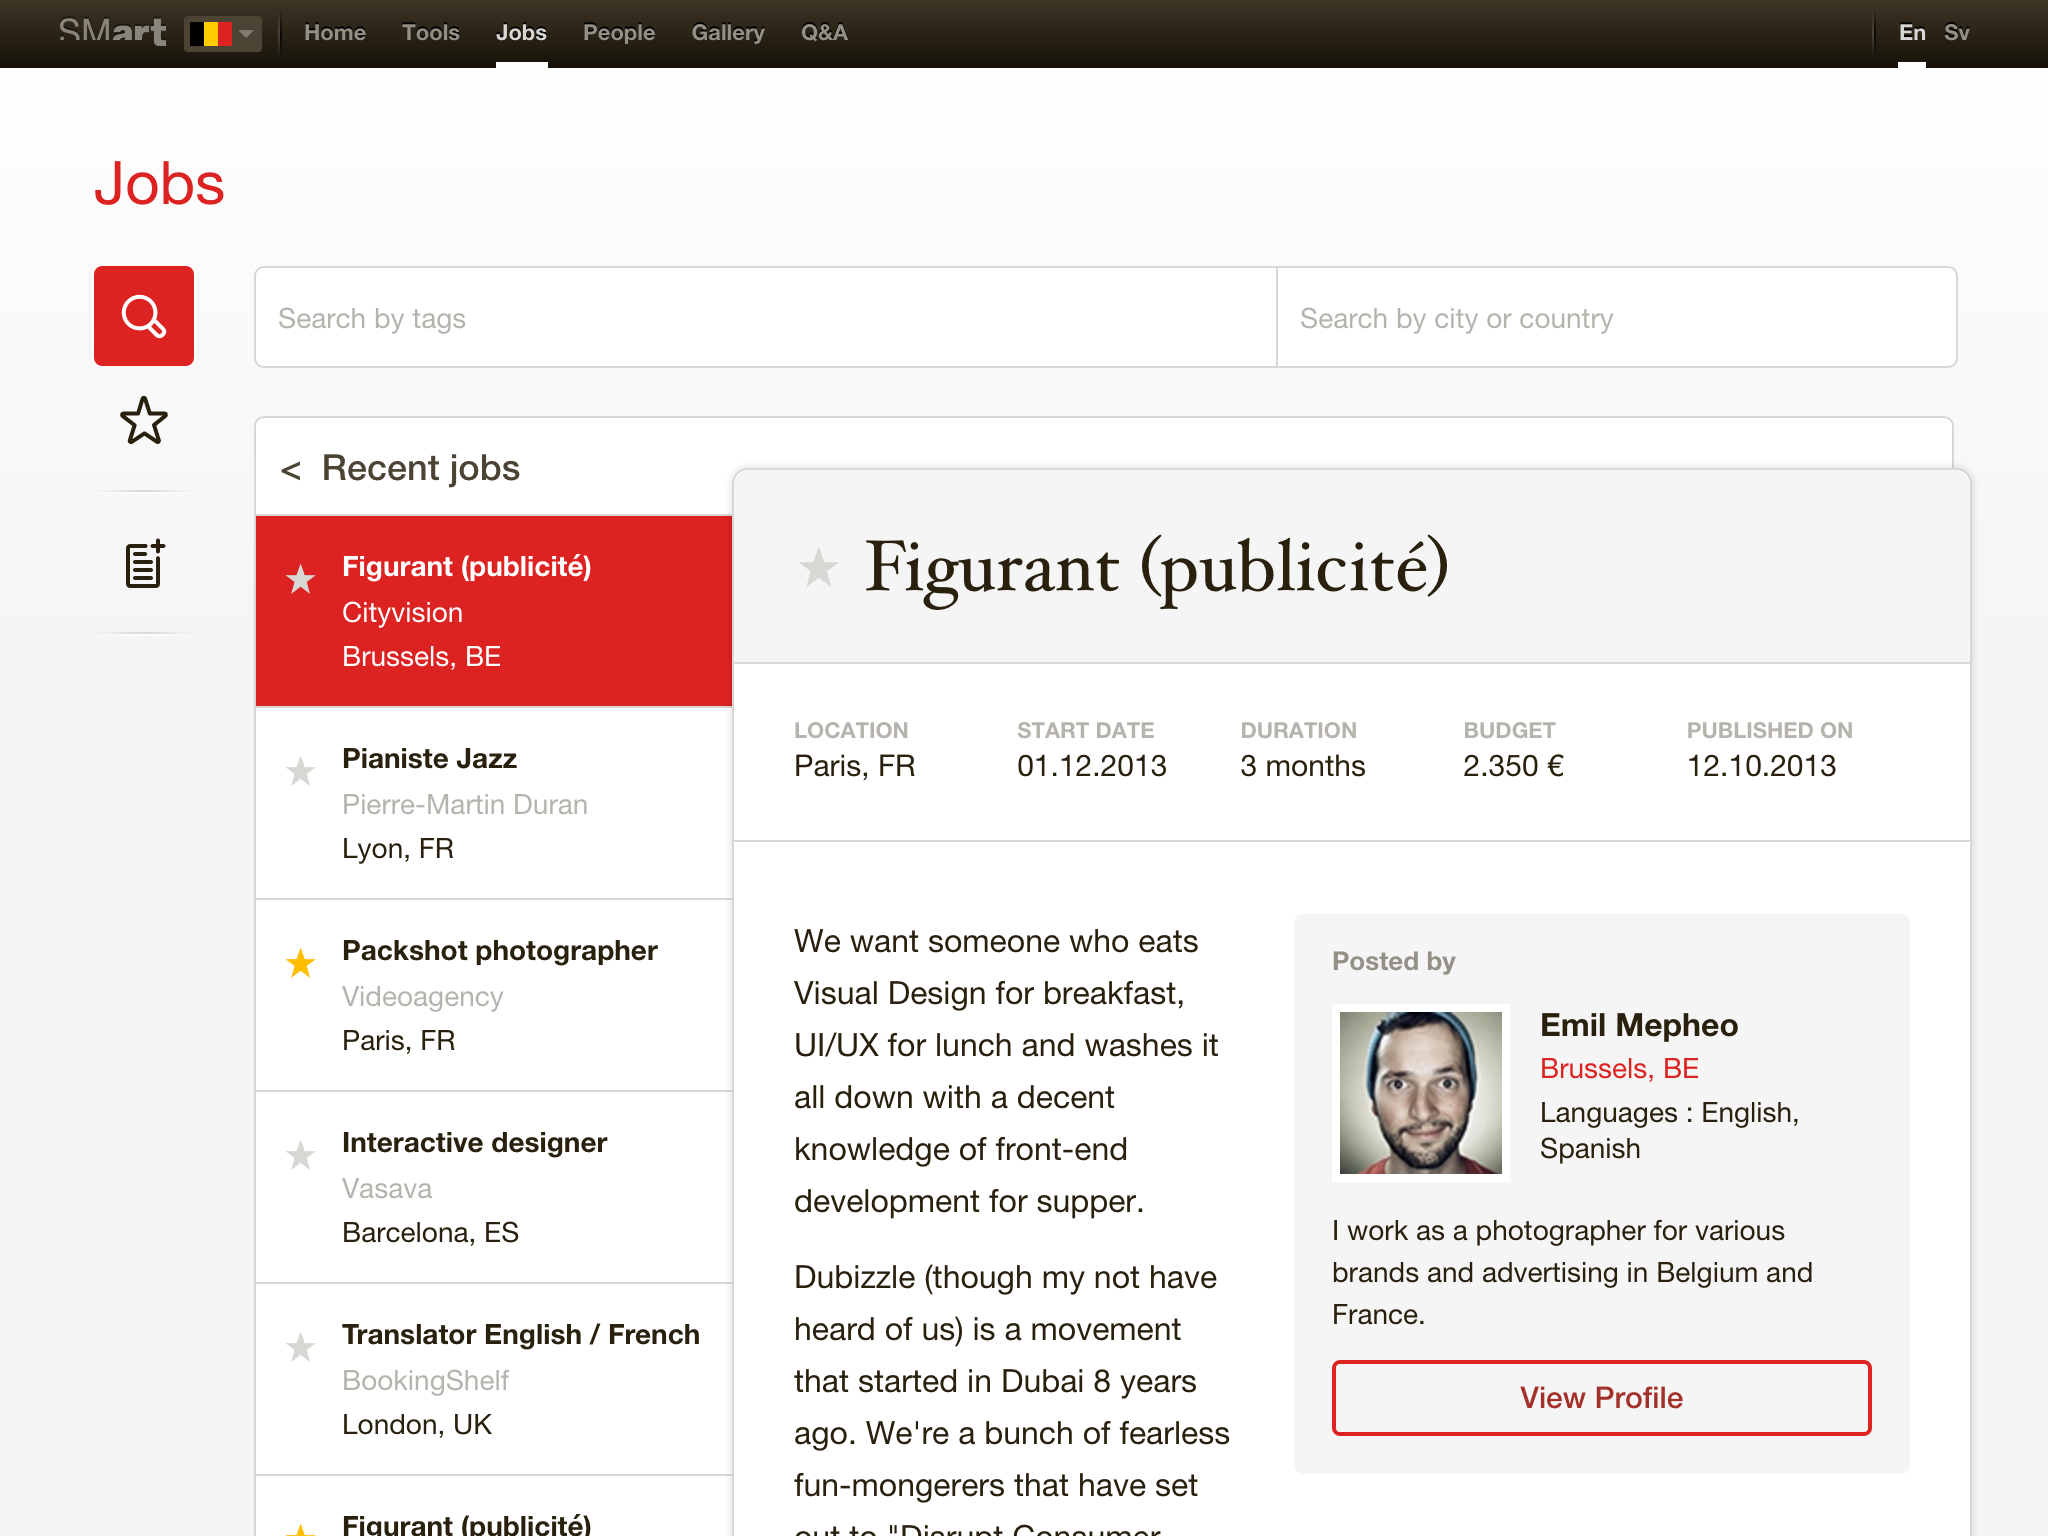 SMart Home Tools Jobs People Gallery Q&A En Sv
Jobs
Search by tags Search by city or country
< Recent jobs
Figurant (publicité)
Cityvision
Brussels, BE
Pianiste Jazz
Pierre-Martin Duran
Lyon, FR
Packshot photographer
Videoagency
Paris, FR
Interactive designer
Vasava
Barcelona, ES
Translator English / French
BookingShelf
London, UK
Figurant (publicité)
Figurant (publicité)
LOCATION START DATE DURATION BUDGET PUBLISHED ON
Paris, FR 01.12.2013 3 months 2.350 € 12.10.2013
We want someone who eats
Visual Design for breakfast,
UI/UX for lunch and washes it
all down with a decent
knowledge of front-end
development for supper.
Dubizzle (though my not have
heard of us) is a movement
that started in Dubai 8 years
ago. We're a bunch of fearless
fun-mongerers that have set
out to "Disrupt Consumer
Posted by
Emil Mepheo
Brussels, BE
Languages : English,
Spanish
I work as a photographer for various
brands and advertising in Belgium and
France.
View Profile